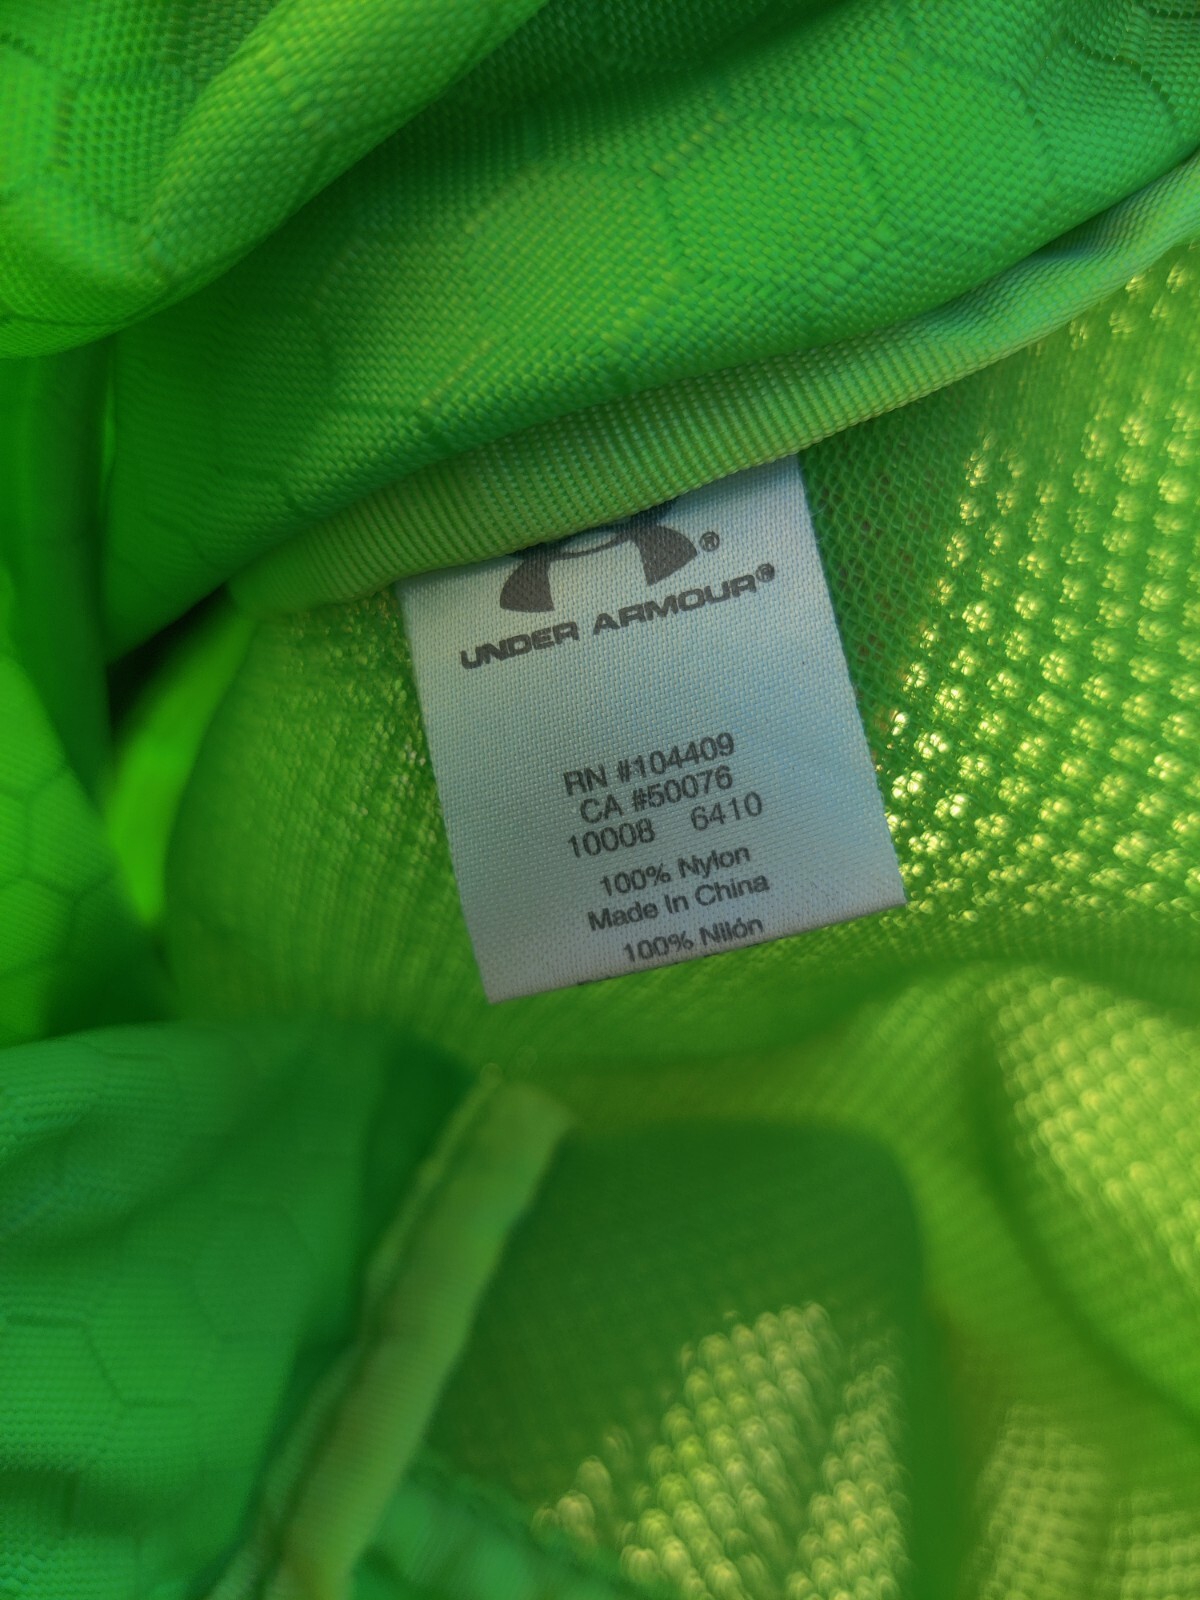 ®
UNDER ARMOUR®
RN #104409
CA #50076
10008 6410
100% Nylon
Made In China
100% Nilón